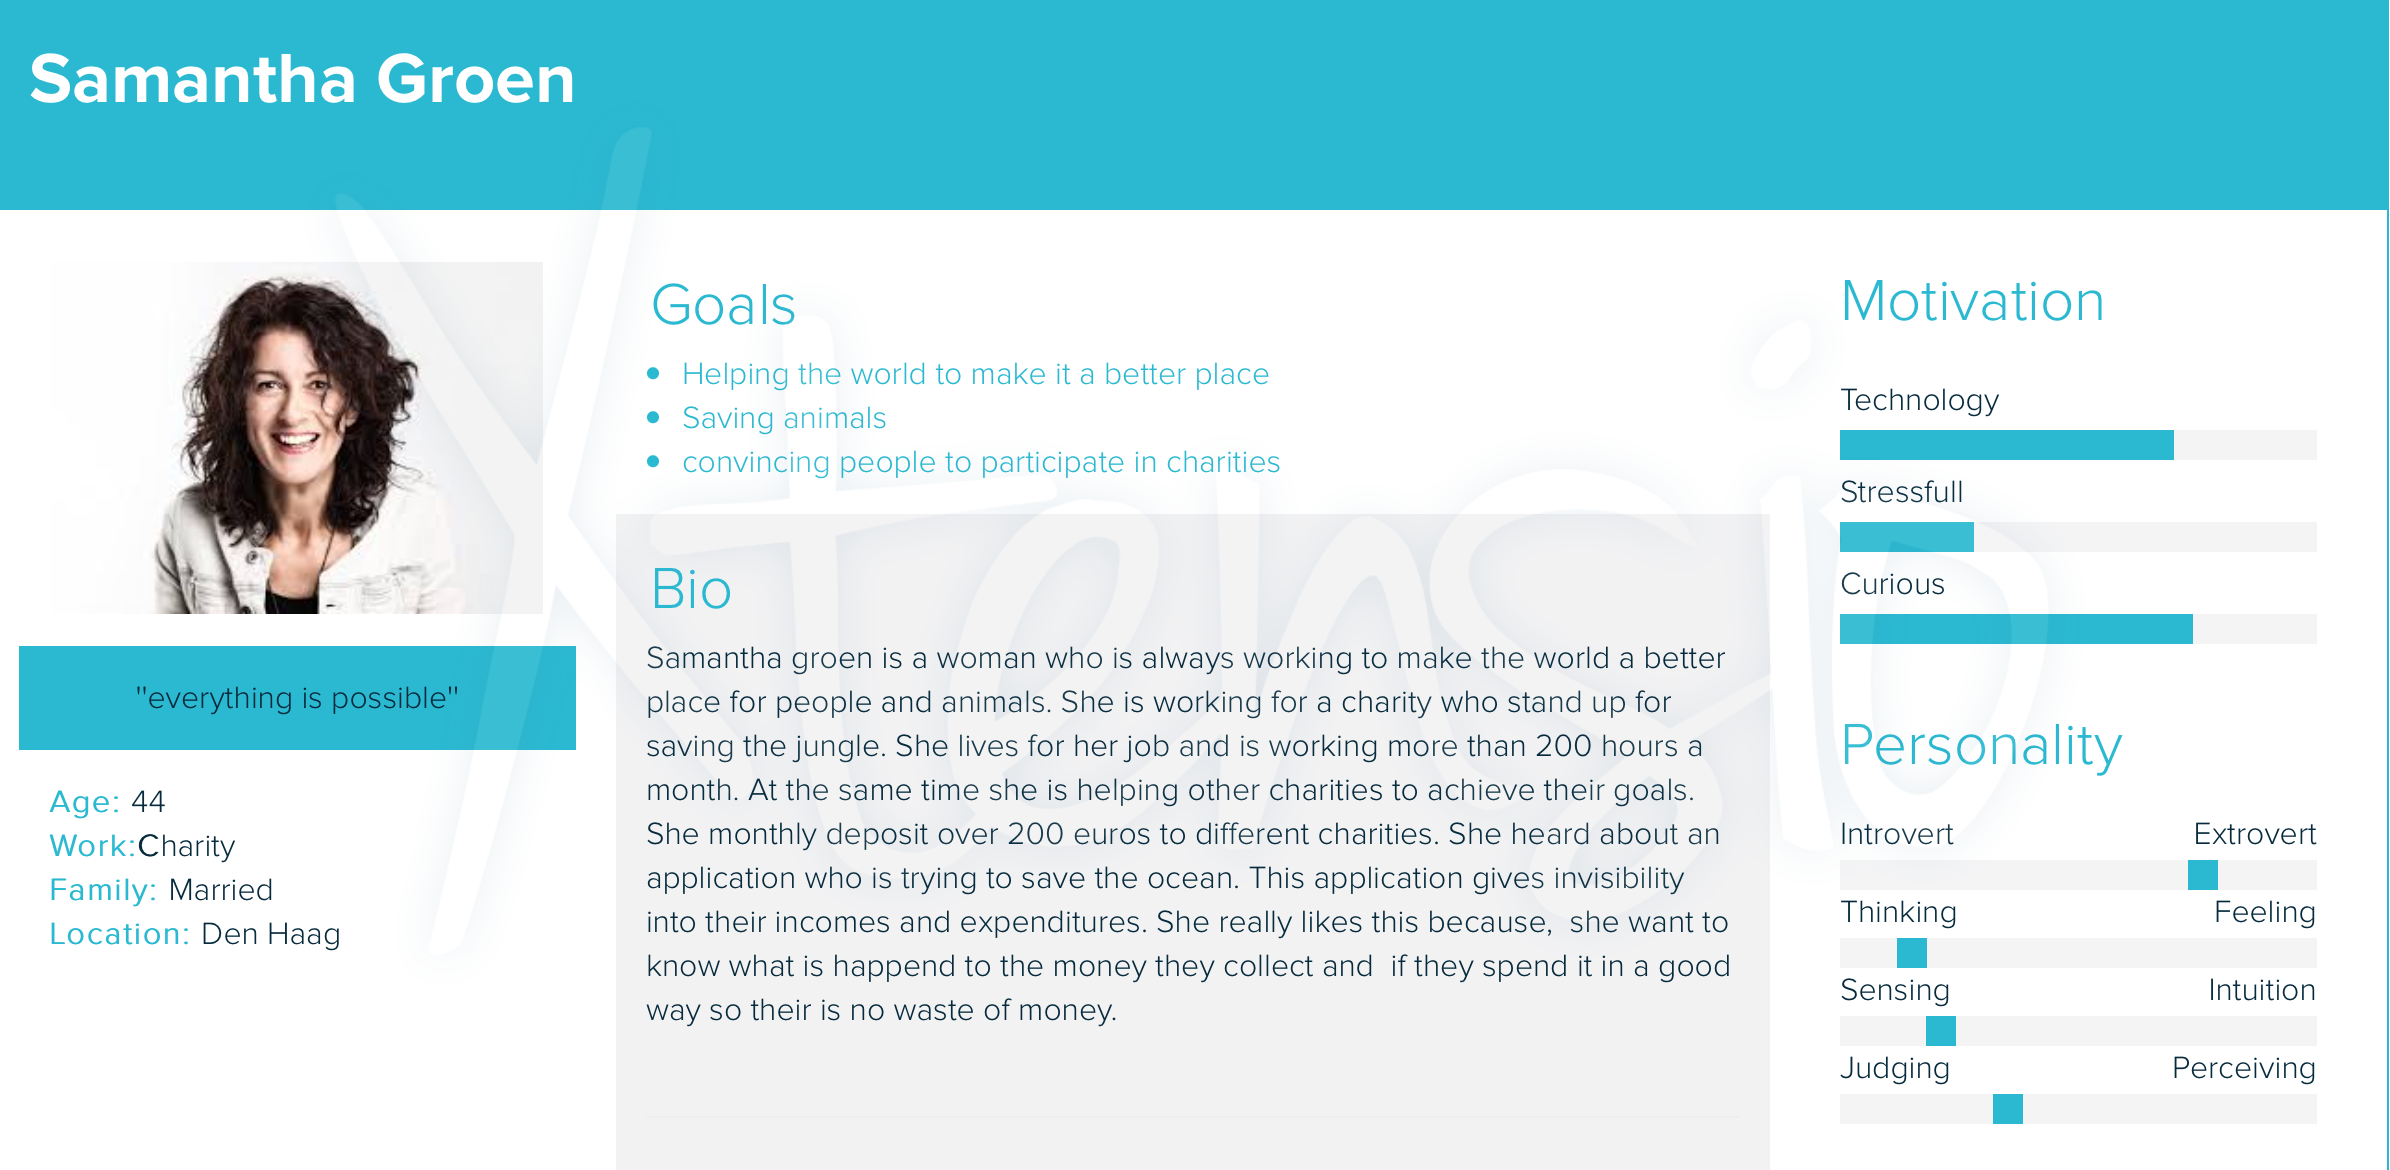 Samantha Groen
"everything is possible"
Age: 44
Work:Charity
Family: Married
Location: Den Haag
Goals
• Helping the world to make it a better place
• Saving animals
• convincing people to participate in charities
Bio
Samantha groen is a woman who is always working to make the world a better
place for people and animals. She is working for a charity who stand up for
saving the jungle. She lives for her job and is working more than 200 hours a
month. At the same time she is helping other charities to achieve their goals.
She monthly deposit over 200 euros to different charities. She heard about an
application who is trying to save the ocean. This application gives invisibility
into their incomes and expenditures. She really likes this because,  she want to
know what is happend to the money they collect and  if they spend it in a good
way so their is no waste of money.
Motivation
Technology
Stressfull
Curious
Personality
Introvert Extrovert
Thinking Feeling
Sensing Intuition
Judging Perceiving
Xtensio